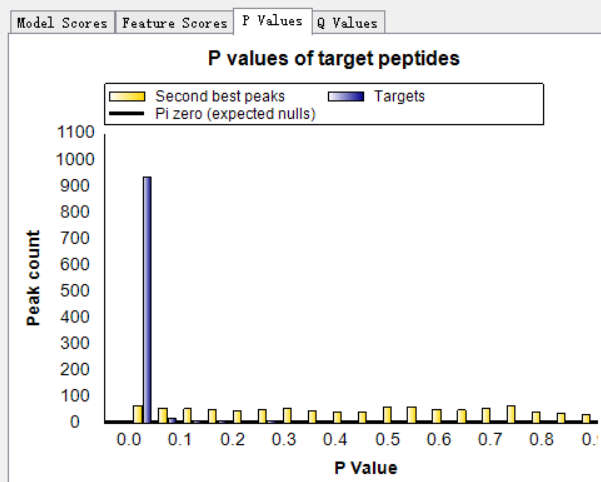 Model Scores Feature Scores P Values Q Values
P values of target peptides
Second best peaks Targets
Pi zero (expected nulls)
1100
1000
900
800
700
600
500
400
300
200
100
0
Peak count
0.0 0.1 0.2 0.3 0.4 0.5 0.6 0.7 0.8
P Value